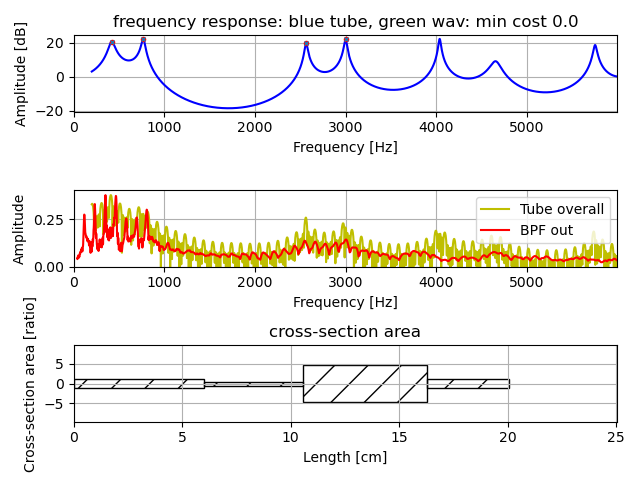 frequency response: blue tube, green wav: min cost 0.0
Amplitude [dB]
20
0
−20
0 1000 2000 3000 4000 5000
Frequency [Hz]
Amplitude
0.25
0.00
Tube overall
BPF out
0 1000 2000 3000 4000 5000
Frequency [Hz]
cross-section area
Cross-section area [ratio]
5
0
−5
0 5 10 15 20 25
Length [cm]